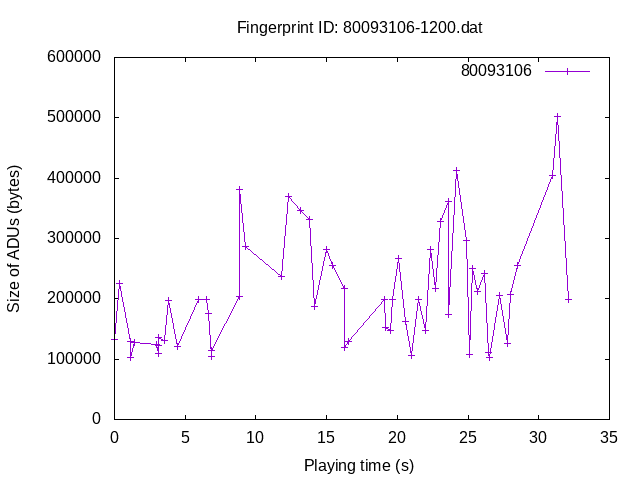 Fingerprint ID: 80093106-1200.dat
80093106
Size of ADUs (bytes)
600000
500000
400000
300000
200000
100000
0
0 5 10 15 20 25 30 35
Playing time (s)